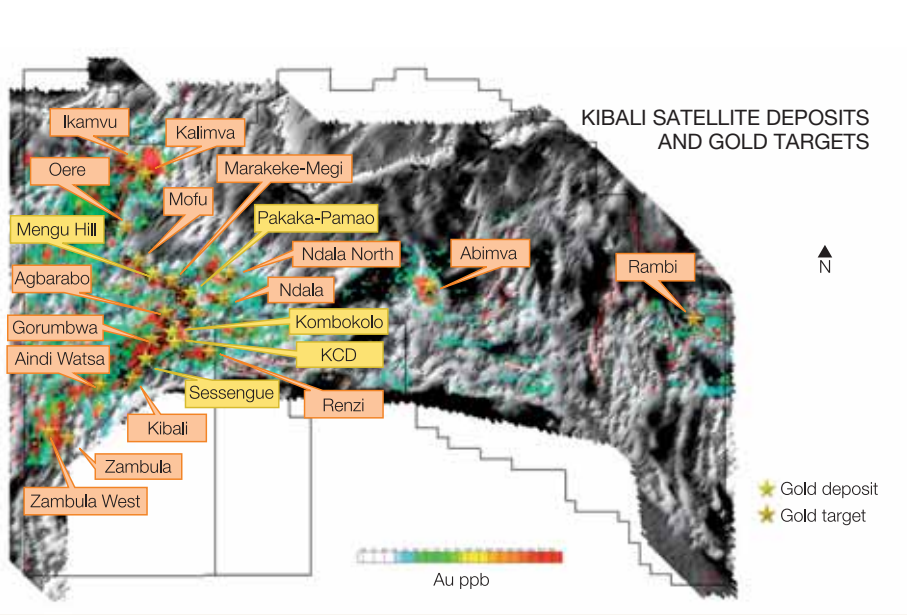 KIBALI SATELLITE DEPOSITS
AND GOLD TARGETS
Ikamvu
Kalimva
Oere
Marakeke-Megi
Mofu
Pakaka-Pamao
Mengu Hill
Ndala North
Abimva
Rambi
N
Agbarabo
Ndala
Gorumbwa
Kombokolo
Aindi Watsa
KCD
Sessengue
Renzi
Kibali
Zambula
Zambula West
Gold deposit
Gold target
Au ppb